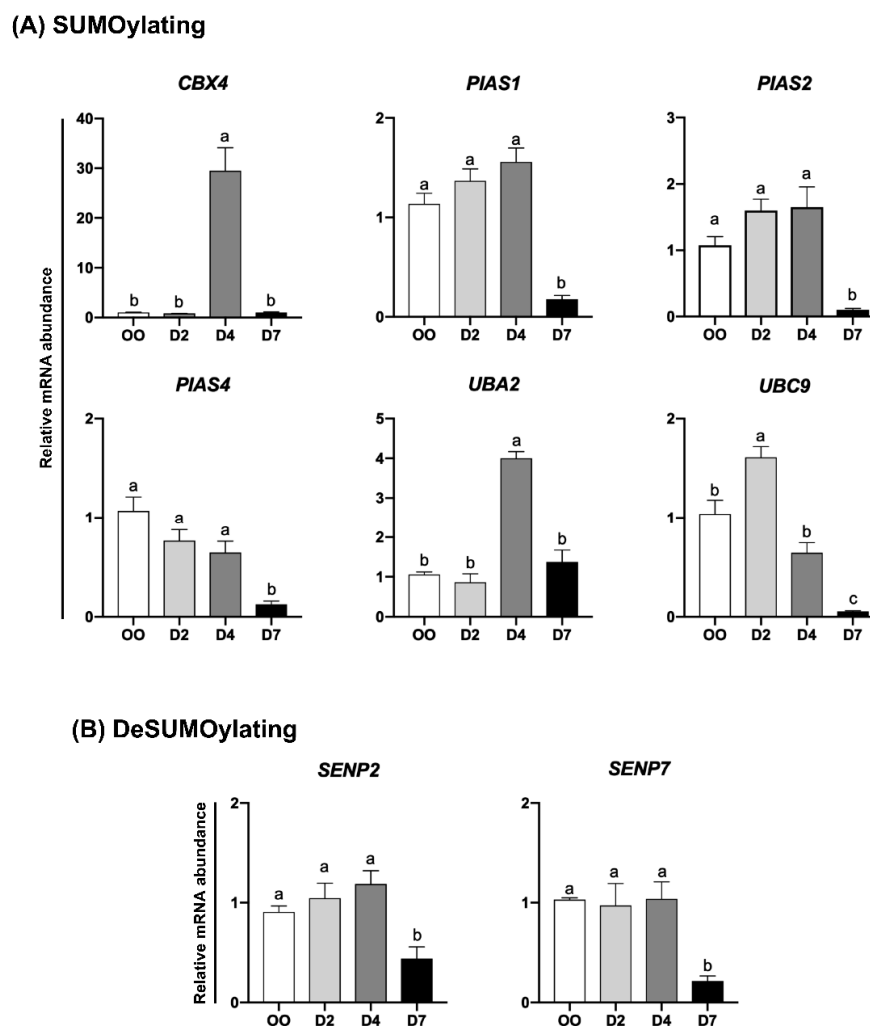 (A) SUMOylating
CBX4 PIAS1 PIAS2
Relative mRNA abundance
40
30
20
10
0
b b a b
OO D2 D4 D7
2
1
0
a a a b
OO D2 D4 D7
3
2
1
0
a a a b
OO D2 D4 D7
PIAS4 UBA2 UBC9
2
1
0
a a a b
OO D2 D4 D7
5
4
3
2
1
0
b b a b
OO D2 D4 D7
2
1
0
b a b c
OO D2 D4 D7
(B) DeSUMOylating
SENP2 SENP7
Relative mRNA abundance
2
1
0
a a a b
OO D2 D4 D7
2
1
0
a a a b
OO D2 D4 D7